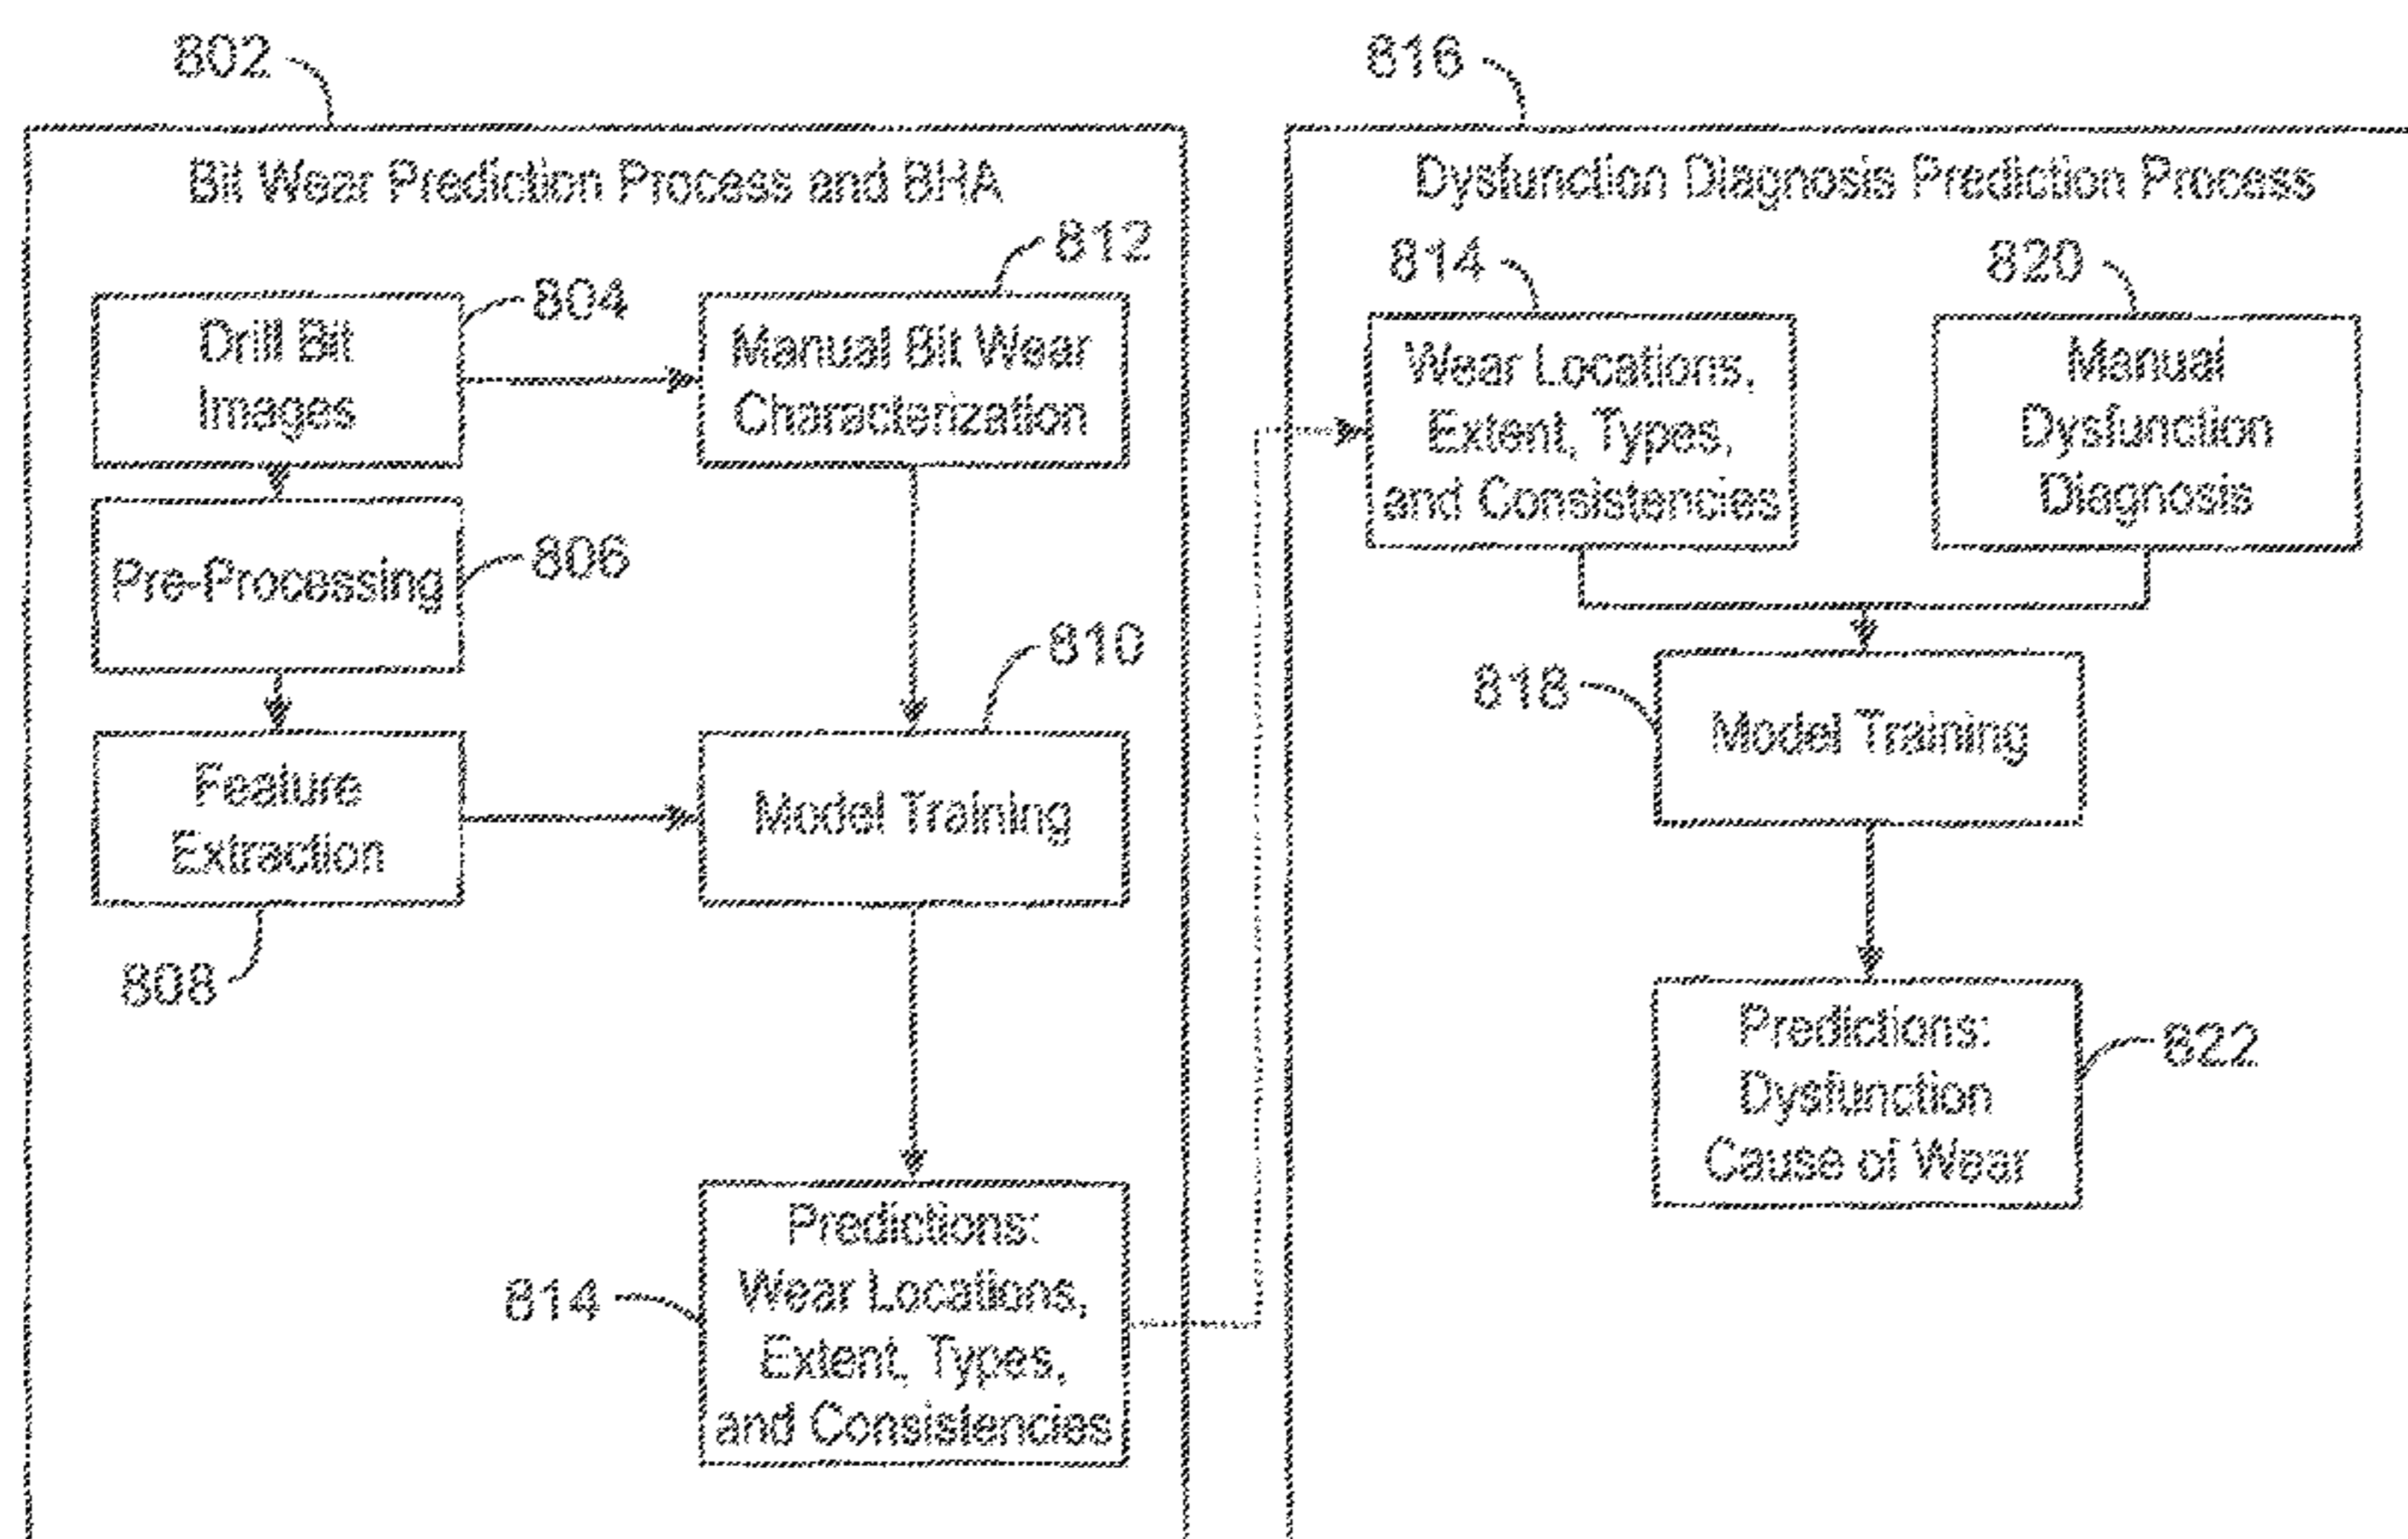 802
Bit Wear Prediction Process and BHA
812
804
Drill Bit
Images
Manual Bit Wear
Characterization
Pre-Processing
806
810
Feature
Extraction
Model Training
808
Predictions:
Wear Locations,
Extent, Types,
and Consistencies
814
816
Dysfunction Diagnosis Prediction Process
814
820
Wear Locations,
Extent, Types,
and Consistencies
Manual
Dysfunction
Diagnosis
818
Model Training
Predictions:
Dysfunction
Cause of Wear
822